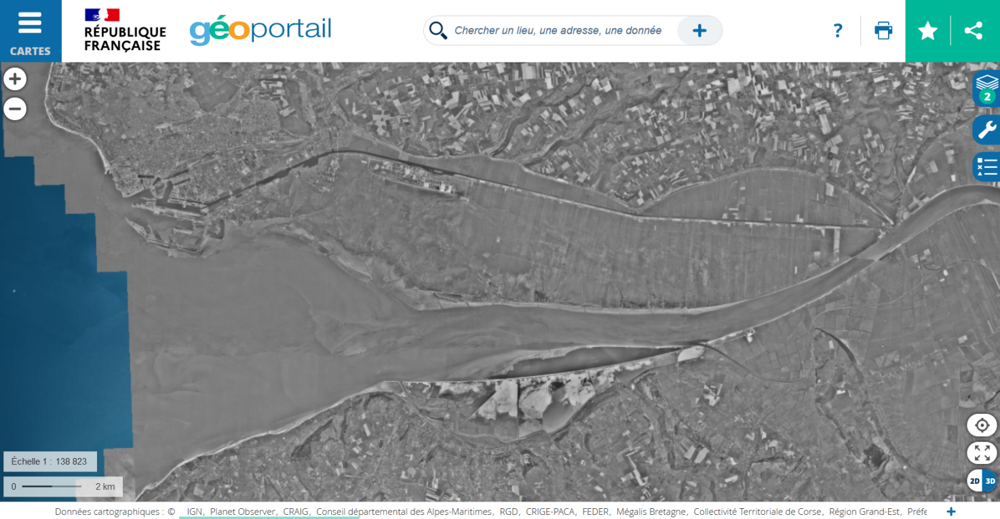 CARTES
RÉPUBLIQUE
FRANÇAISE
géoportail
Chercher un lieu, une adresse, une donnée
+
?
+
−
2
Échelle 1 : 138 823
0 2 km
2D 3D
Données cartographiques : © IGN, Planet Observer, CRAIG, Conseil départemental des Alpes-Maritimes, RGD, CRIGE-PACA, FEDER, Mégalis Bretagne, Collectivité Territoriale de Corse, Région Grand-Est, Préfe +